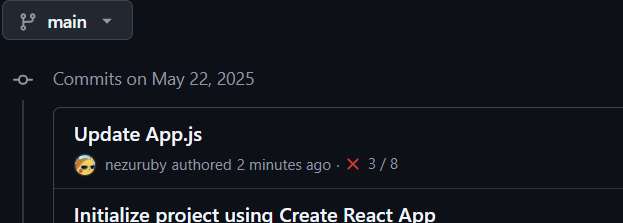 main
Commits on May 22, 2025
Update App.js
nezuruby authored 2 minutes ago · ✕ 3 / 8
Initialize project using Create React App